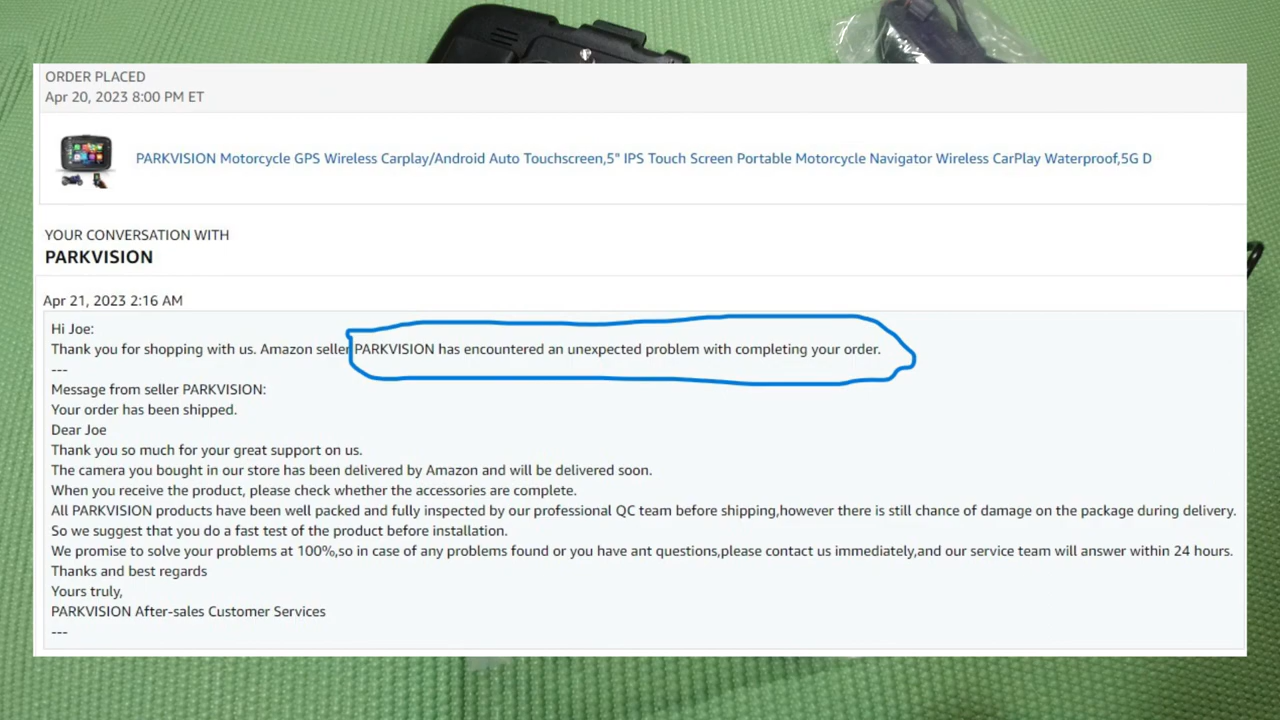 ORDER PLACED
Apr 20, 2023 8:00 PM ET
PARKVISION Motorcycle GPS Wireless Carplay/Android Auto Touchscreen,5" IPS Touch Screen Portable Motorcycle Navigator Wireless CarPlay Waterproof,5G D
YOUR CONVERSATION WITH
PARKVISION
Apr 21, 2023 2:16 AM
Hi Joe:
Thank you for shopping with us. Amazon seller PARKVISION has encountered an unexpected problem with completing your order.
---
Message from seller PARKVISION:
Your order has been shipped.
Dear Joe
Thank you so much for your great support on us.
The camera you bought in our store has been delivered by Amazon and will be delivered soon.
When you receive the product, please check whether the accessories are complete.
All PARKVISION products have been well packed and fully inspected by our professional QC team before shipping,however there is still chance of damage on the package during delivery.
So we suggest that you do a fast test of the product before installation.
We promise to solve your problems at 100%,so in case of any problems found or you have ant questions,please contact us immediately,and our service team will answer within 24 hours.
Thanks and best regards
Yours truly,
PARKVISION After-sales Customer Services
---